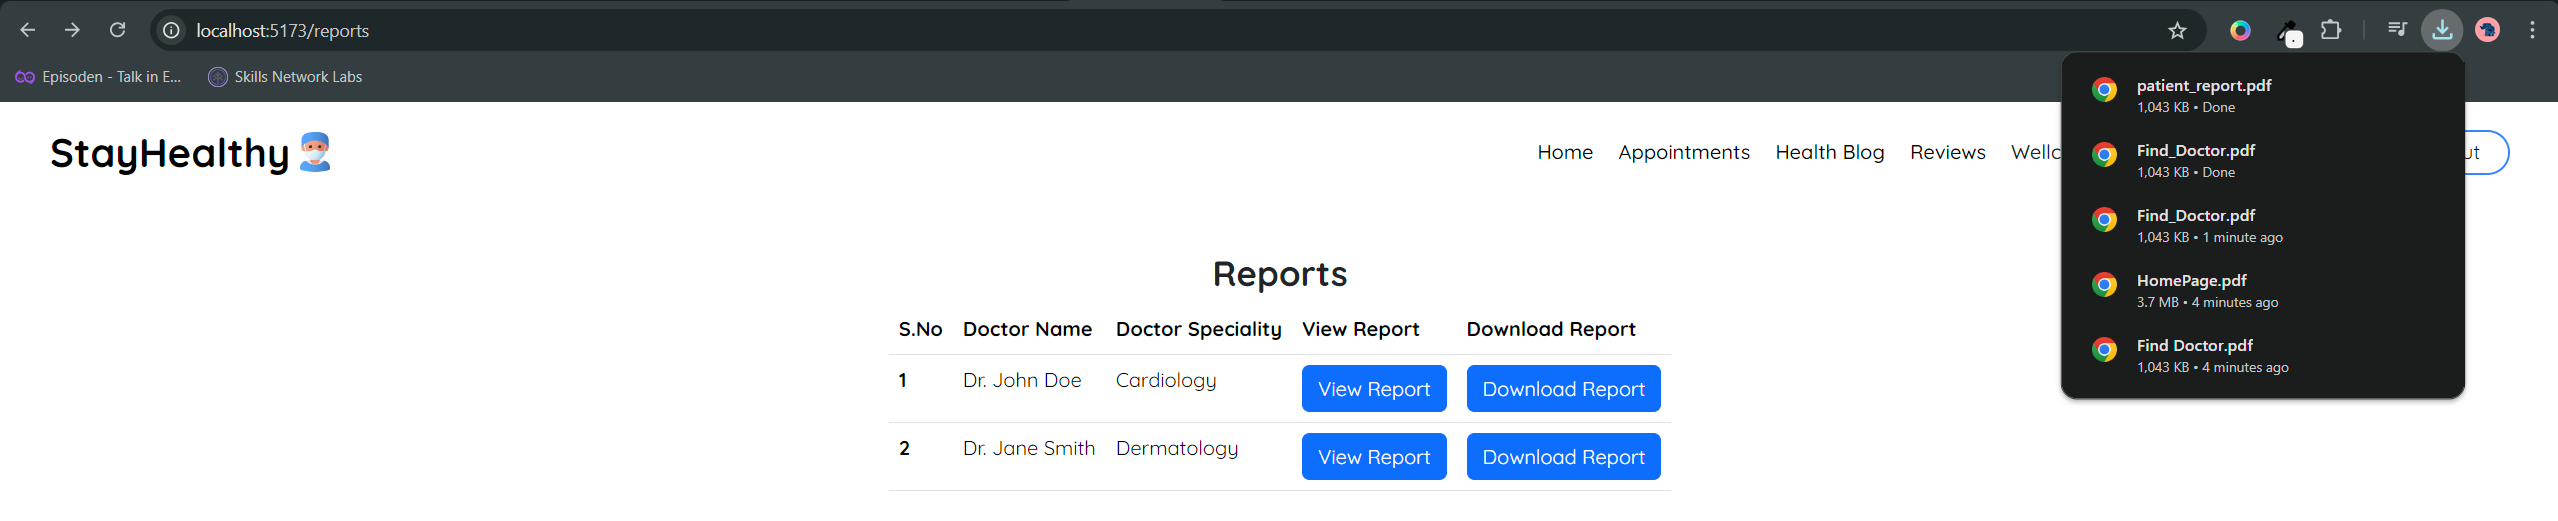 localhost:5173/reports
Episoden - Talk in E...
Skills Network Labs
patient_report.pdf
1,043 KB • Done
Find_Doctor.pdf
1,043 KB • Done
Find_Doctor.pdf
1,043 KB • 1 minute ago
HomePage.pdf
3.7 MB • 4 minutes ago
Find Doctor.pdf
1,043 KB • 4 minutes ago
StayHealthy
Home Appointments Health Blog Reviews
Reports
S.No Doctor Name Doctor Speciality View Report Download Report
1 Dr. John Doe Cardiology View Report Download Report
2 Dr. Jane Smith Dermatology View Report Download Report